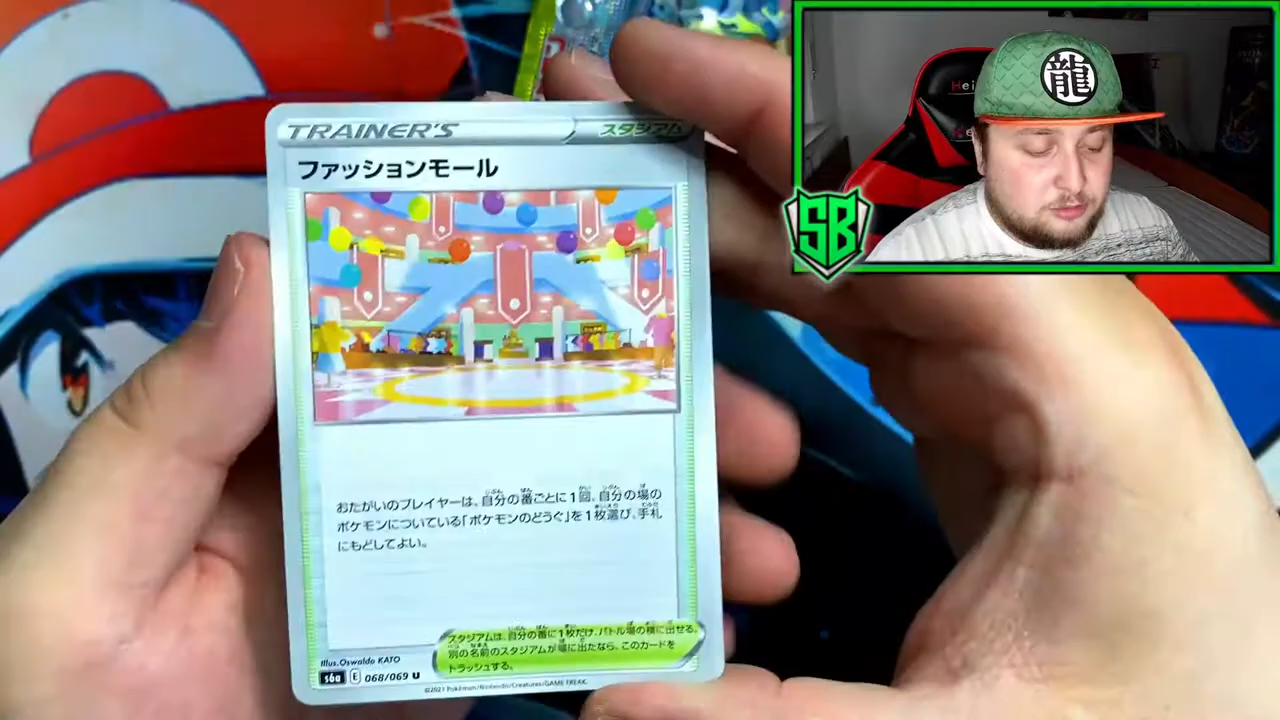 TRAINER'S スタジアム
ファッションモール
おたがいのプレイヤーは、自分の番ごとに1回、自分の場の
ポケモンについている「ポケモンのどうぐ」を1枚選び、手札
にもどしてよい。
スタジアムは、自分の番に1枚だけ、バトル場の横に出せる。
別の名前のスタジアムが場に出たなら、このカードを
トラッシュする。
Illus. Oswaldo KATO
s6a E 068/069 U
©2021 Pokémon/Nintendo/Creatures/GAME FREAK.
龍
SB